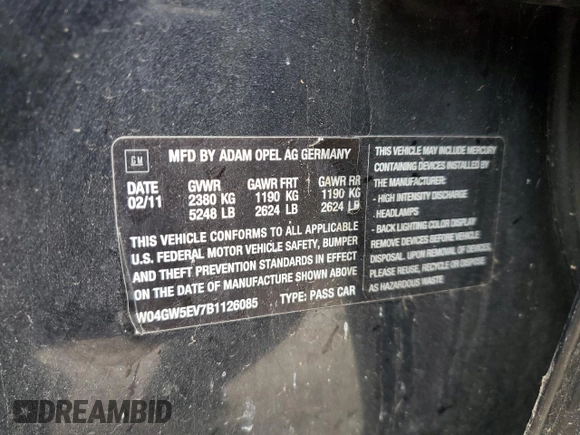 GM
MFD BY ADAM OPEL AG GERMANY
DATE GVWR GAWR FRT GAWR RR
02/11 2380 KG 1190 KG 1190 KG
5248 LB 2624 LB 2624 LB
THIS VEHICLE CONFORMS TO ALL APPLICABLE
U.S. FEDERAL MOTOR VEHICLE SAFETY, BUMPER
AND THEFT PREVENTION STANDARDS IN EFFECT
ON THE DATE OF MANUFACTURE SHOWN ABOVE
W04GW5EV7B1126085 TYPE: PASS CAR
THIS VEHICLE MAY INCLUDE MERCURY
CONTAINING DEVICES INSTALLED BY
THE MANUFACTURER:
- HIGH INTENSITY DISCHARGE
HEADLAMPS
- BACK LIGHTING COLOR DISPLAY
REMOVE DEVICES BEFORE VEHICLE
DISPOSAL. UPON REMOVAL OF DEVICES,
PLEASE REUSE, RECYCLE OR DISPOSE
AS HAZARDOUS WASTE
DREAMBID